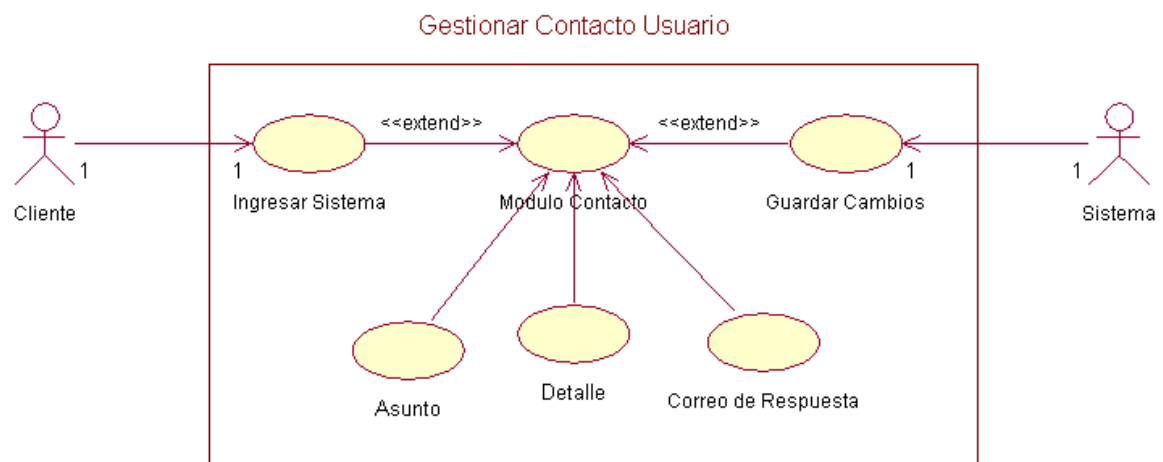 Gestionar Contacto Usuario
<<extend>> <<extend>>
1 1 1 1
Cliente Ingresar Sistema Modulo Contacto Guardar Cambios Sistema
Asunto Detalle Correo de Respuesta